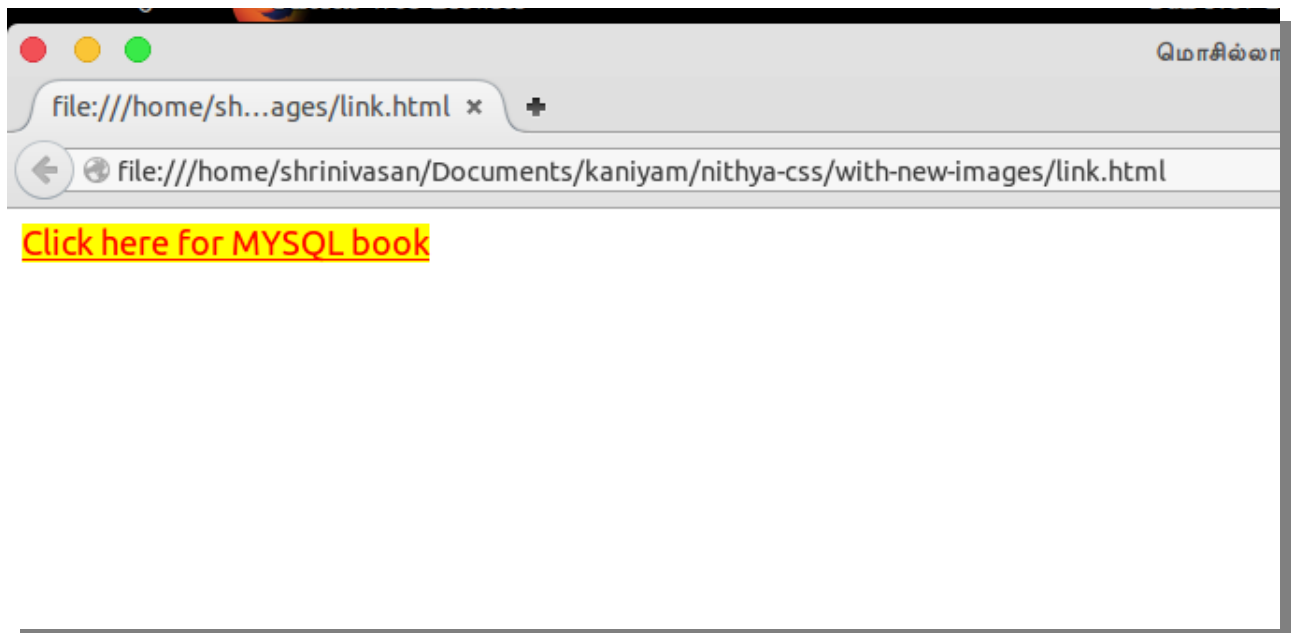 மொசில்லா
file:///home/sh...ages/link.html
file:///home/shrinivasan/Documents/kaniyam/nithya-css/with-new-images/link.html
Click here for MYSQL book